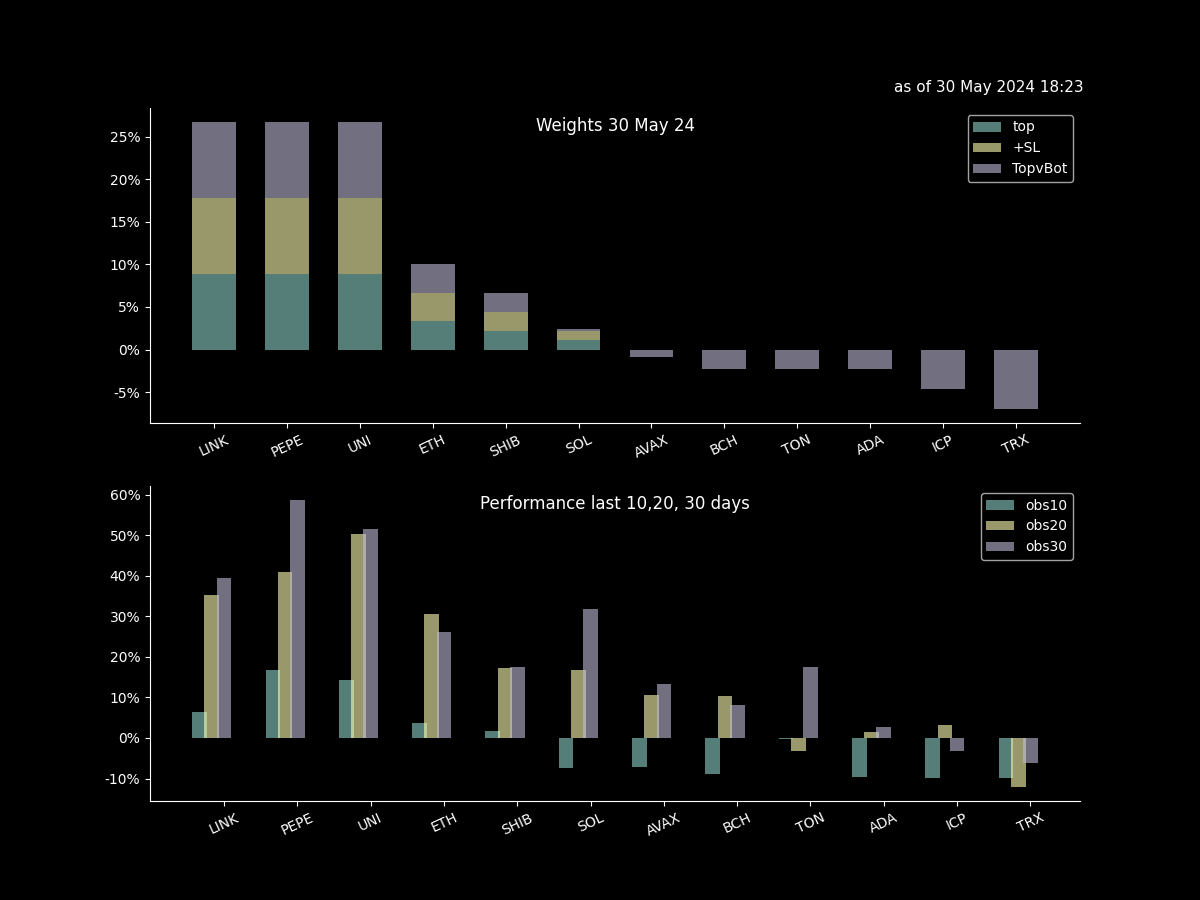 as of 30 May 2024 18:23
Weights 30 May 24
top
+SL
TopvBot
25%
20%
15%
10%
5%
0%
-5%
LINK PEPE UNI ETH SHIB SOL AVAX BCH TON ADA ICP TRX
Performance last 10,20, 30 days
obs10
obs20
obs30
60%
50%
40%
30%
20%
10%
0%
-10%
LINK PEPE UNI ETH SHIB SOL AVAX BCH TON ADA ICP TRX